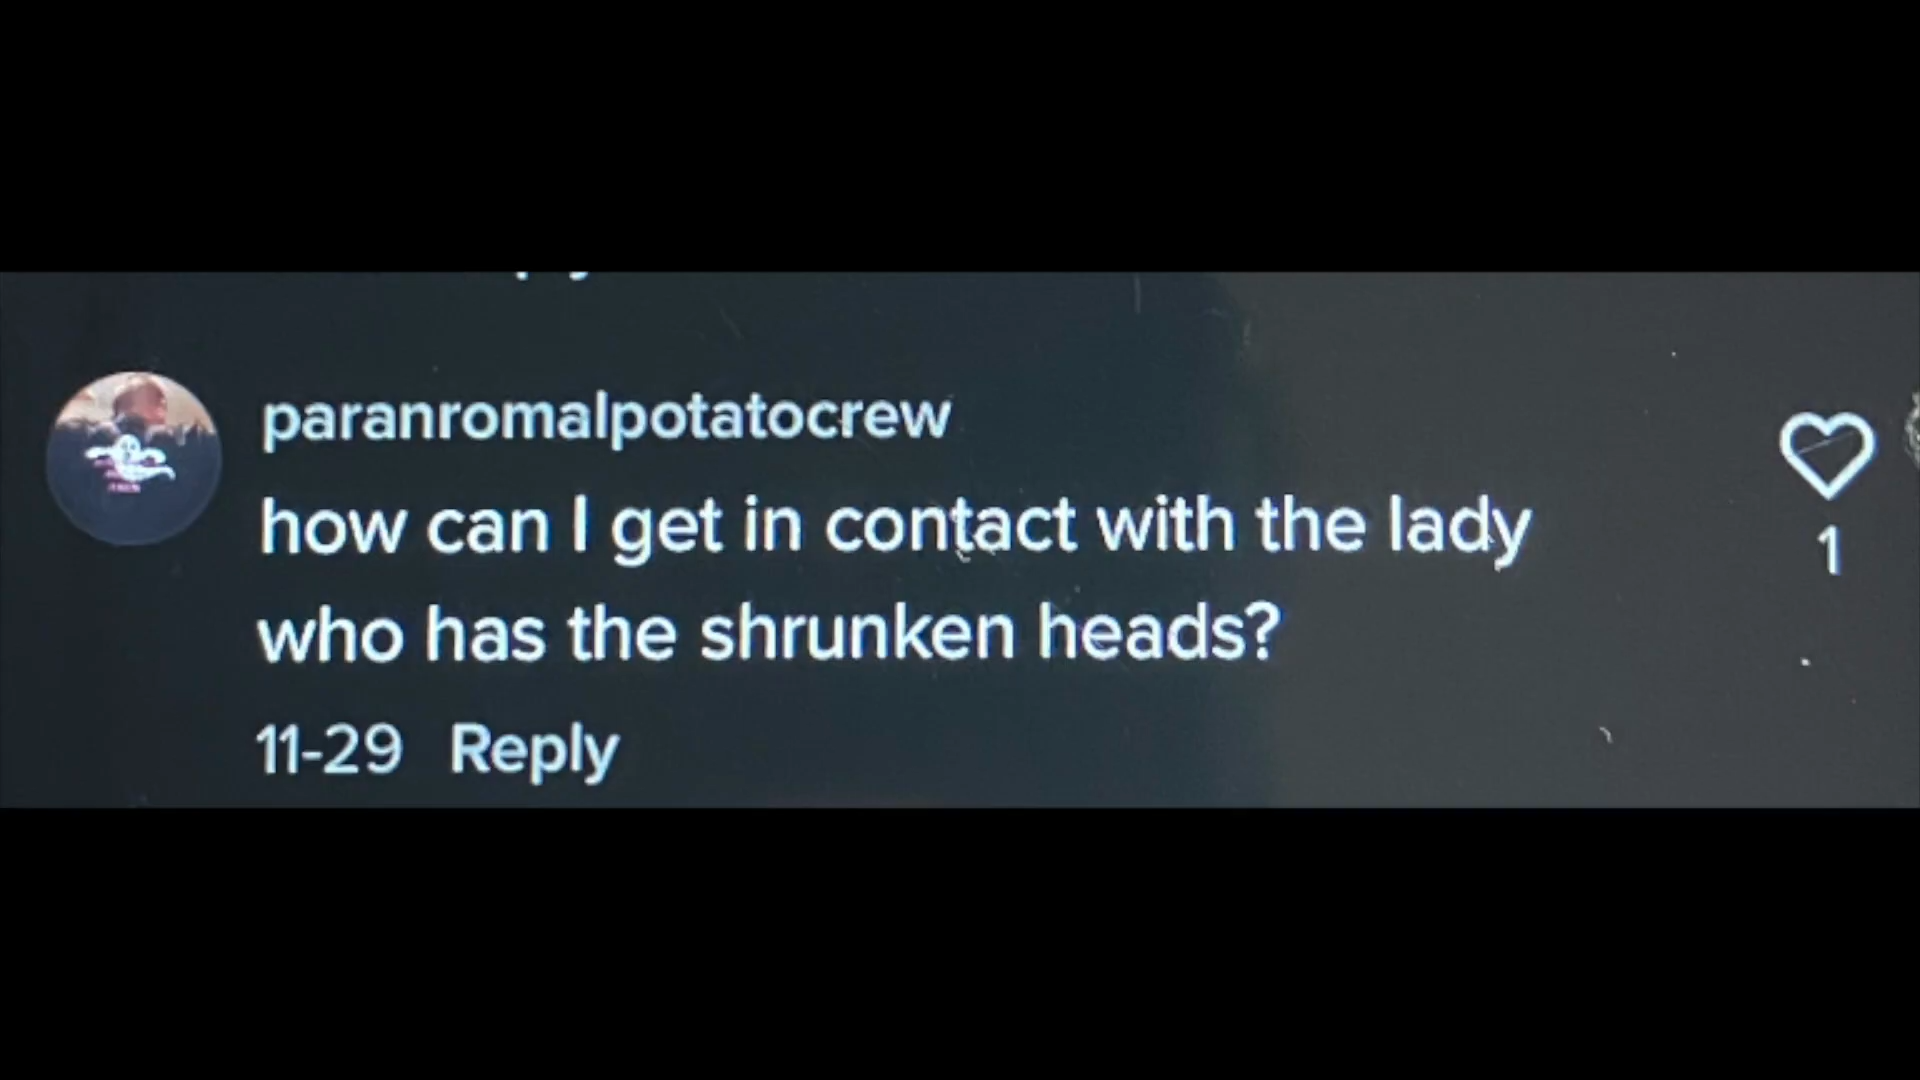 paranromalpotatocrew
how can I get in contact with the lady
who has the shrunken heads?
11-29 Reply
1